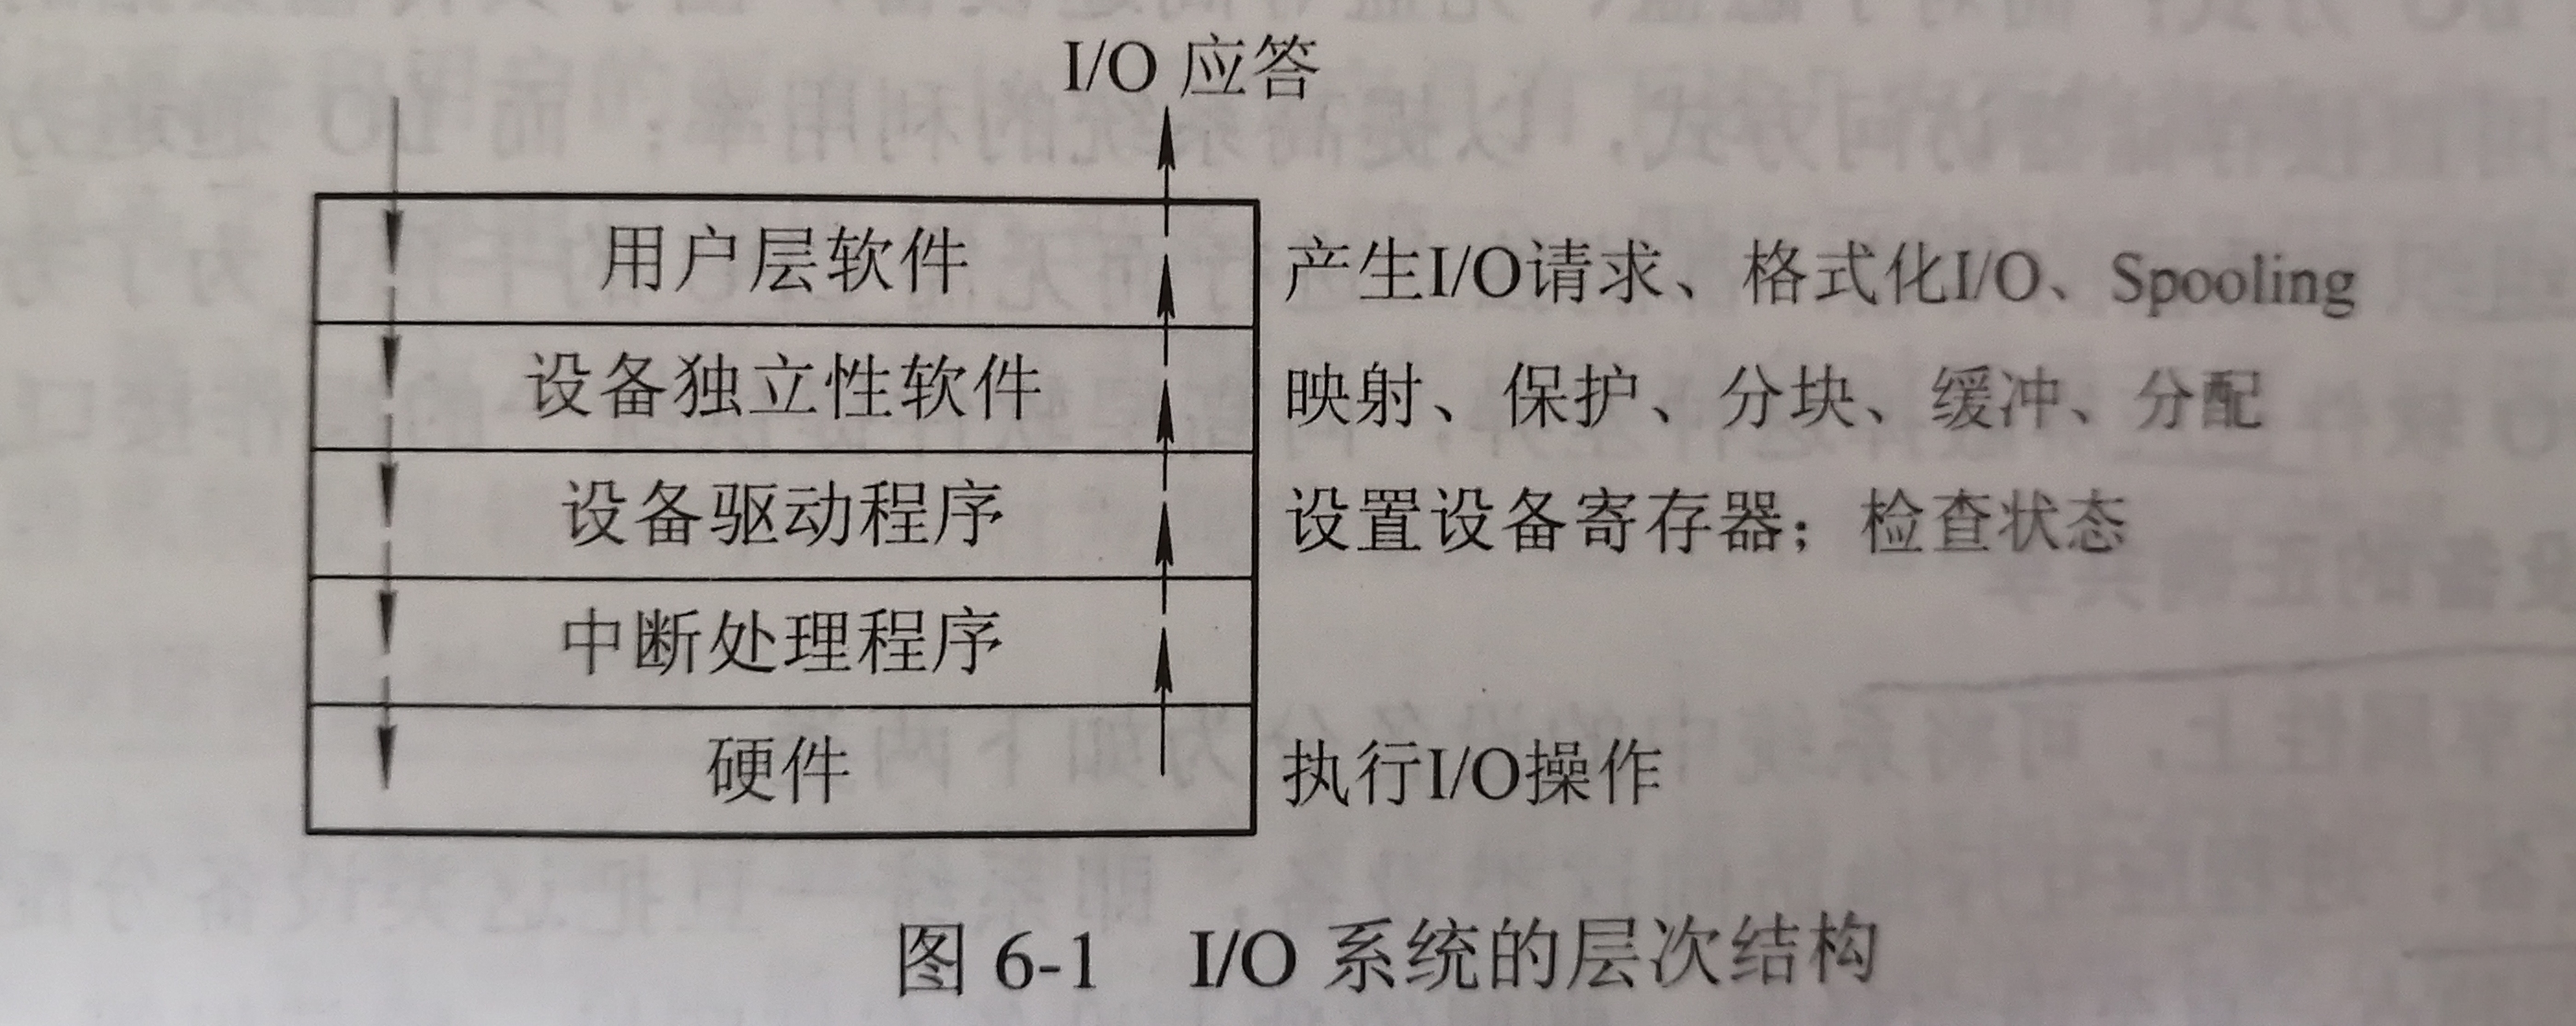 I/O 应答
用户层软件 产生I/O请求、格式化I/O、Spooling
设备独立性软件 映射、保护、分块、缓冲、分配
设备驱动程序 设置设备寄存器；检查状态
中断处理程序
硬件 执行I/O操作
图 6-1 I/O 系统的层次结构